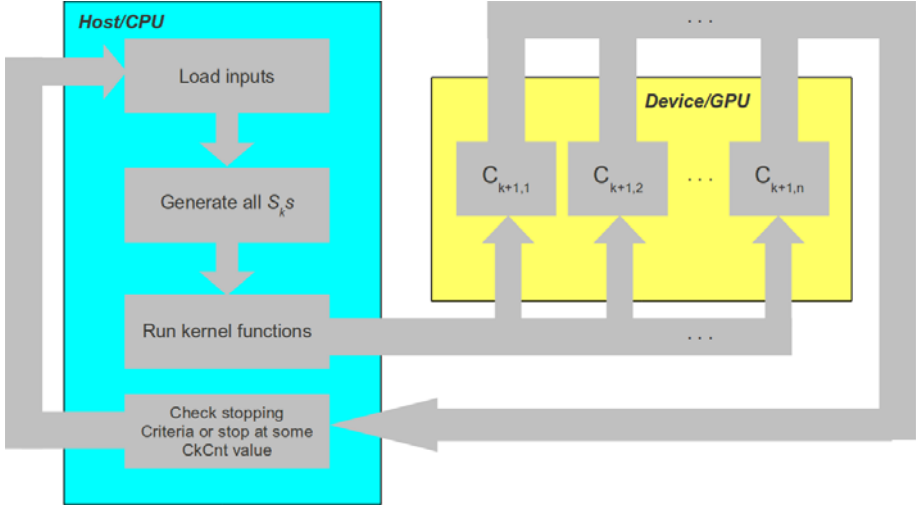 Host/CPU
Load inputs
Generate all Sks
Run kernel functions
Check stopping
Criteria or stop at some
CkCnt value
. . .
Device/GPU
Ck+1,1
Ck+1,2
. . .
Ck+1,n
. . .